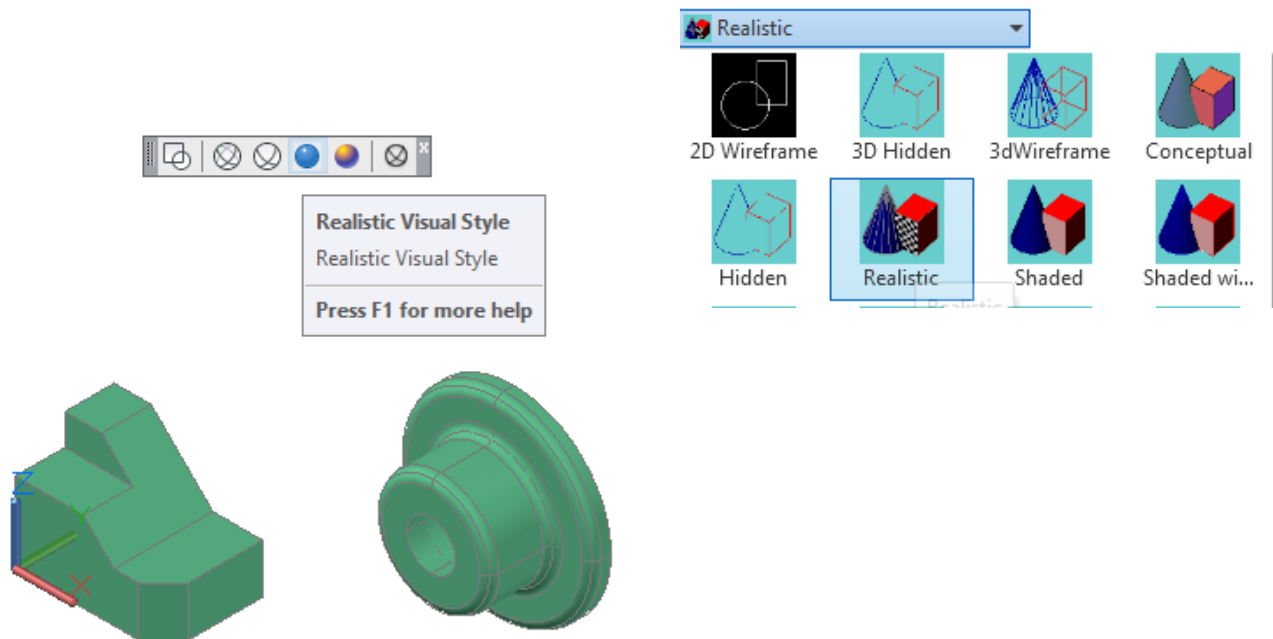 Realistic
2D Wireframe 3D Hidden 3dWireframe Conceptual
Hidden Realistic Shaded Shaded wi...
Realistic
Realistic Visual Style
Realistic Visual Style
Press F1 for more help
Z
Y
X